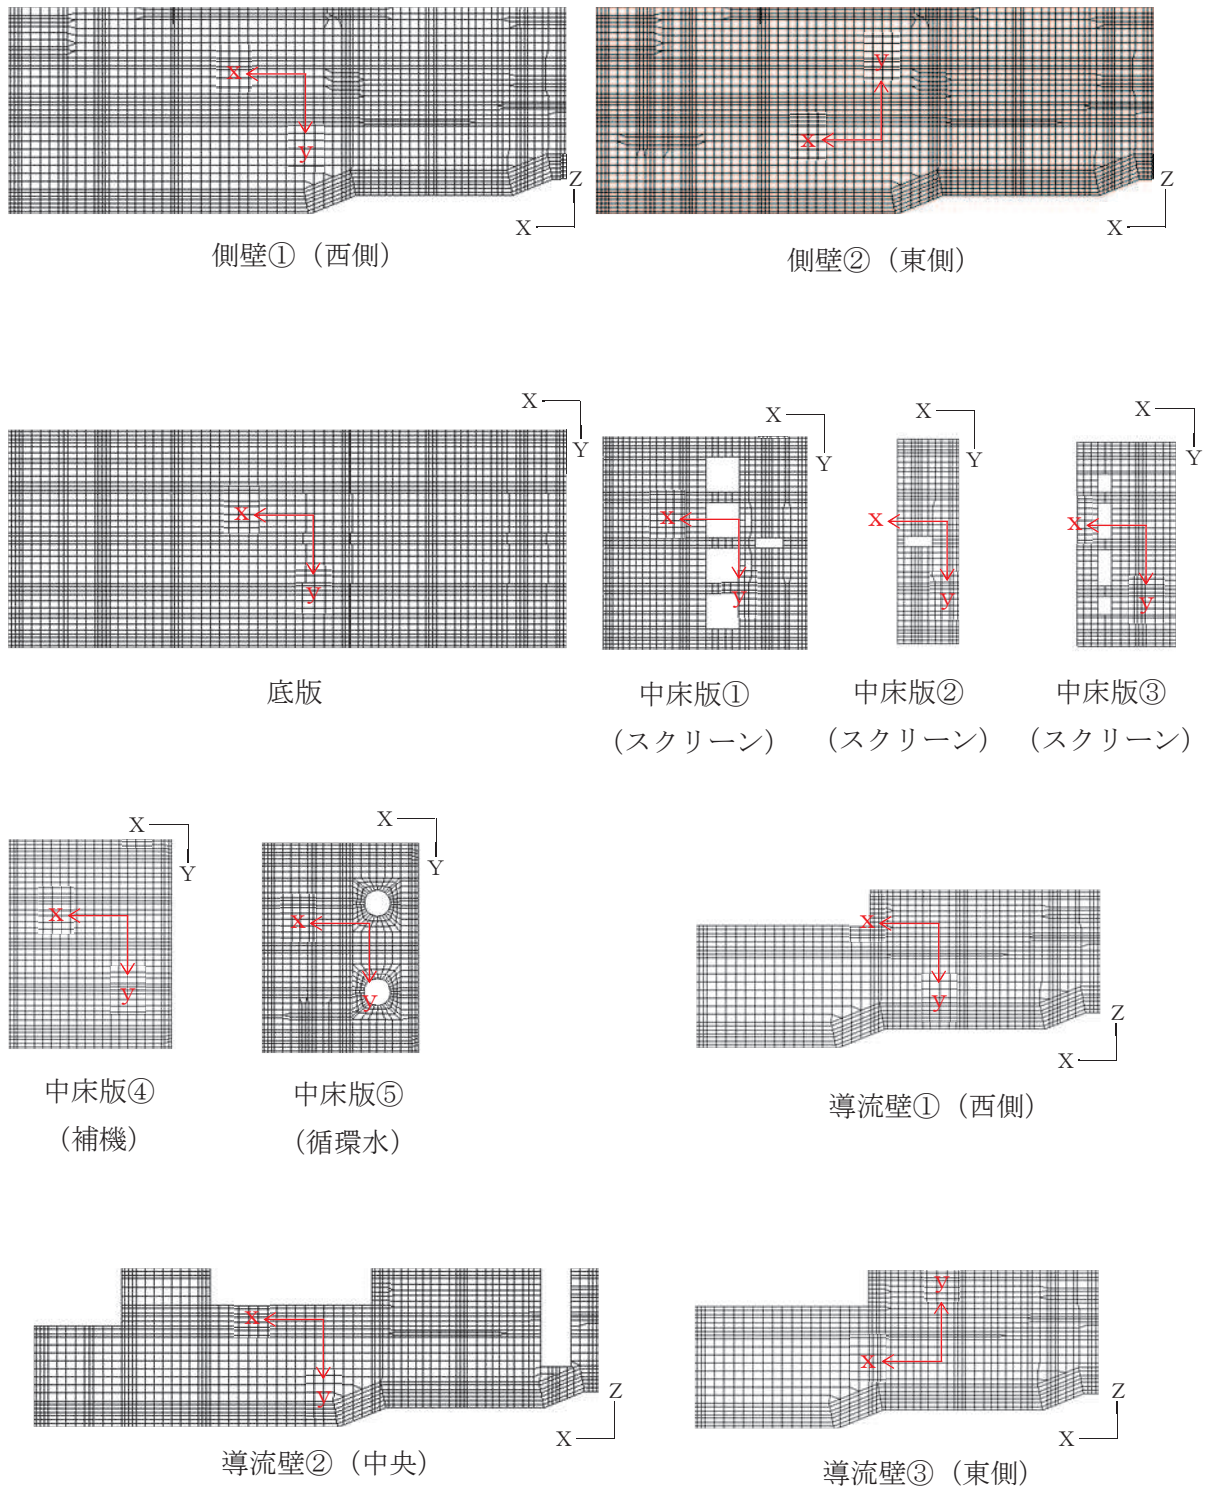 x
y
Z
X
側壁①（西側）
y
x
Z
X
側壁②（東側）
X
Y
x
y
底版
X
Y
x
y
中床版①
（スクリーン）
X
x
y
Y
中床版②
（スクリーン）
X
Y
x
y
中床版③
（スクリーン）
X
Y
x
y
中床版④
（補機）
X
Y
x
y
中床版⑤
（循環水）
x
y
Z
X
導流壁①（西側）
x
y
Z
X
導流壁②（中央）
y
x
Z
X
導流壁③（東側）